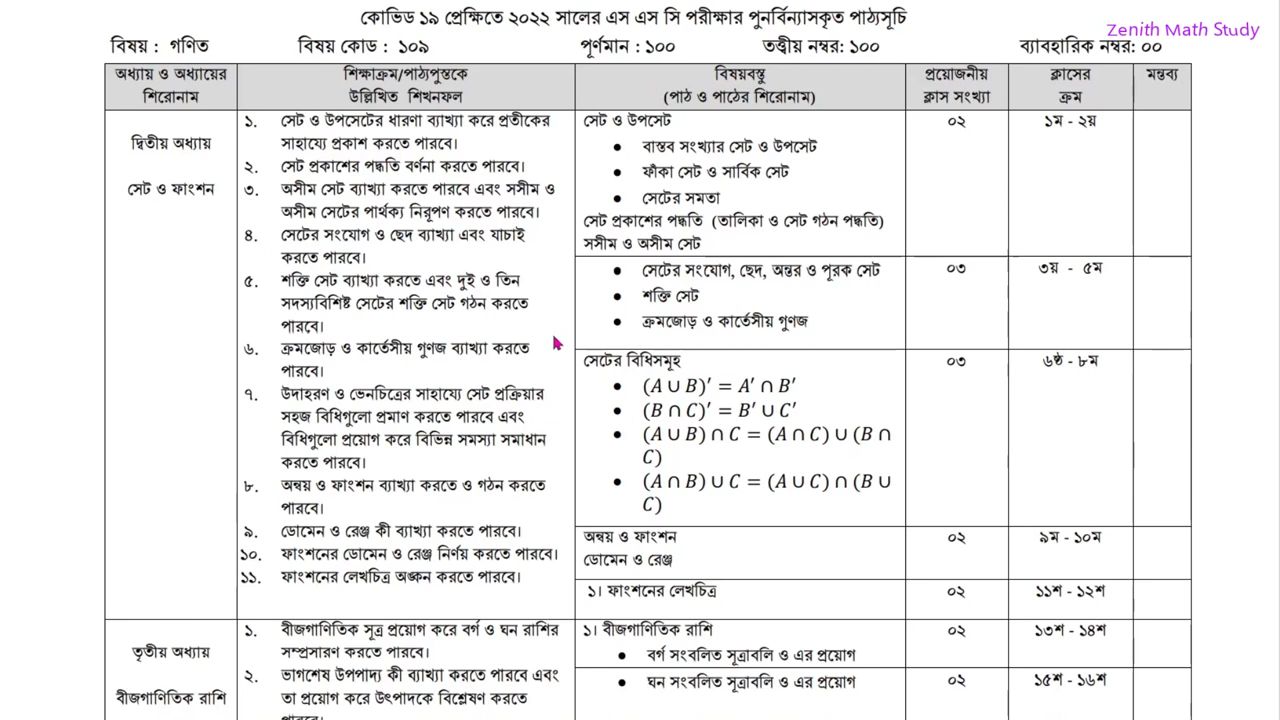 কোভিড ১৯ প্রেক্ষিতে ২০২২ সালের এস এস সি পরীক্ষার পুনর্বিন্যাসকৃত পাঠ্যসূচি
Zenith Math Study
বিষয় : গণিত বিষয় কোড : ১০৯ পূর্ণমান : ১০০ তত্ত্বীয় নম্বর: ১০০ ব্যাবহারিক নম্বর: ০০
অধ্যায় ও অধ্যায়ের
শিরোনাম
শিক্ষাক্রম/পাঠ্যপুস্তকে
উল্লিখিত শিখনফল
বিষয়বস্তু
(পাঠ ও পাঠের শিরোনাম)
প্রয়োজনীয়
ক্লাস সংখ্যা
ক্লাসের
ক্রম
মন্তব্য
দ্বিতীয় অধ্যায়
সেট ও ফাংশন
১. সেট ও উপসেটের ধারণা ব্যাখ্যা করে প্রতীকের
সাহায্যে প্রকাশ করতে পারবে।
২. সেট প্রকাশের পদ্ধতি বর্ণনা করতে পারবে।
৩. অসীম সেট ব্যাখ্যা করতে পারবে এবং সসীম ও
অসীম সেটের পার্থক্য নিরূপণ করতে পারবে।
৪. সেটের সংযোগ ও ছেদ ব্যাখ্যা এবং যাচাই
করতে পারবে।
৫. শক্তি সেট ব্যাখ্যা করতে এবং দুই ও তিন
সদস্যবিশিষ্ট সেটের শক্তি সেট গঠন করতে
পারবে।
৬. ক্রমজোড় ও কার্তেসীয় গুণজ ব্যাখ্যা করতে
পারবে।
৭. উদাহরণ ও ভেনচিত্রের সাহায্যে সেট প্রক্রিয়ার
সহজ বিধিগুলো প্রমাণ করতে পারবে এবং
বিধিগুলো প্রয়োগ করে বিভিন্ন সমস্যা সমাধান
করতে পারবে।
৮. অন্বয় ও ফাংশন ব্যাখ্যা করতে ও গঠন করতে
পারবে।
৯. ডোমেন ও রেঞ্জ কী ব্যাখ্যা করতে পারবে।
১০. ফাংশনের ডোমেন ও রেঞ্জ নির্ণয় করতে পারবে।
১১. ফাংশনের লেখচিত্র অঙ্কন করতে পারবে।
সেট ও উপসেট
• বাস্তব সংখ্যার সেট ও উপসেট
• ফাঁকা সেট ও সার্বিক সেট
• সেটের সমতা
সেট প্রকাশের পদ্ধতি (তালিকা ও সেট গঠন পদ্ধতি)
সসীম ও অসীম সেট
০২ ১ম - ২য়
• সেটের সংযোগ, ছেদ, অন্তর ও পূরক সেট
• শক্তি সেট
• ক্রমজোড় ও কার্তেসীয় গুণজ
০৩ ৩য় - ৫ম
সেটের বিধিসমূহ
• (A ∪ B)′ = A′ ∩ B′
• (B ∩ C)′ = B′ ∪ C′
• (A ∪ B) ∩ C = (A ∩ C) ∪ (B ∩
C)
• (A ∩ B) ∪ C = (A ∪ C) ∩ (B ∪
C)
০৩ ৬ষ্ঠ - ৮ম
অন্বয় ও ফাংশন
ডোমেন ও রেঞ্জ
০২ ৯ম - ১০ম
১। ফাংশনের লেখচিত্র
০২ ১১শ - ১২শ
তৃতীয় অধ্যায়
বীজগাণিতিক রাশি
১. বীজগাণিতিক সূত্র প্রয়োগ করে বর্গ ও ঘন রাশির
সম্প্রসারণ করতে পারবে।
২. ভাগশেষ উপপাদ্য কী ব্যাখ্যা করতে পারবে এবং
তা প্রয়োগ করে উৎপাদকে বিশ্লেষণ করতে
পারবে।
১। বীজগাণিতিক রাশি
• বর্গ সংবলিত সূত্রাবলি ও এর প্রয়োগ
০২ ১৩শ - ১৪শ
• ঘন সংবলিত সূত্রাবলি ও এর প্রয়োগ
০২ ১৫শ - ১৬শ